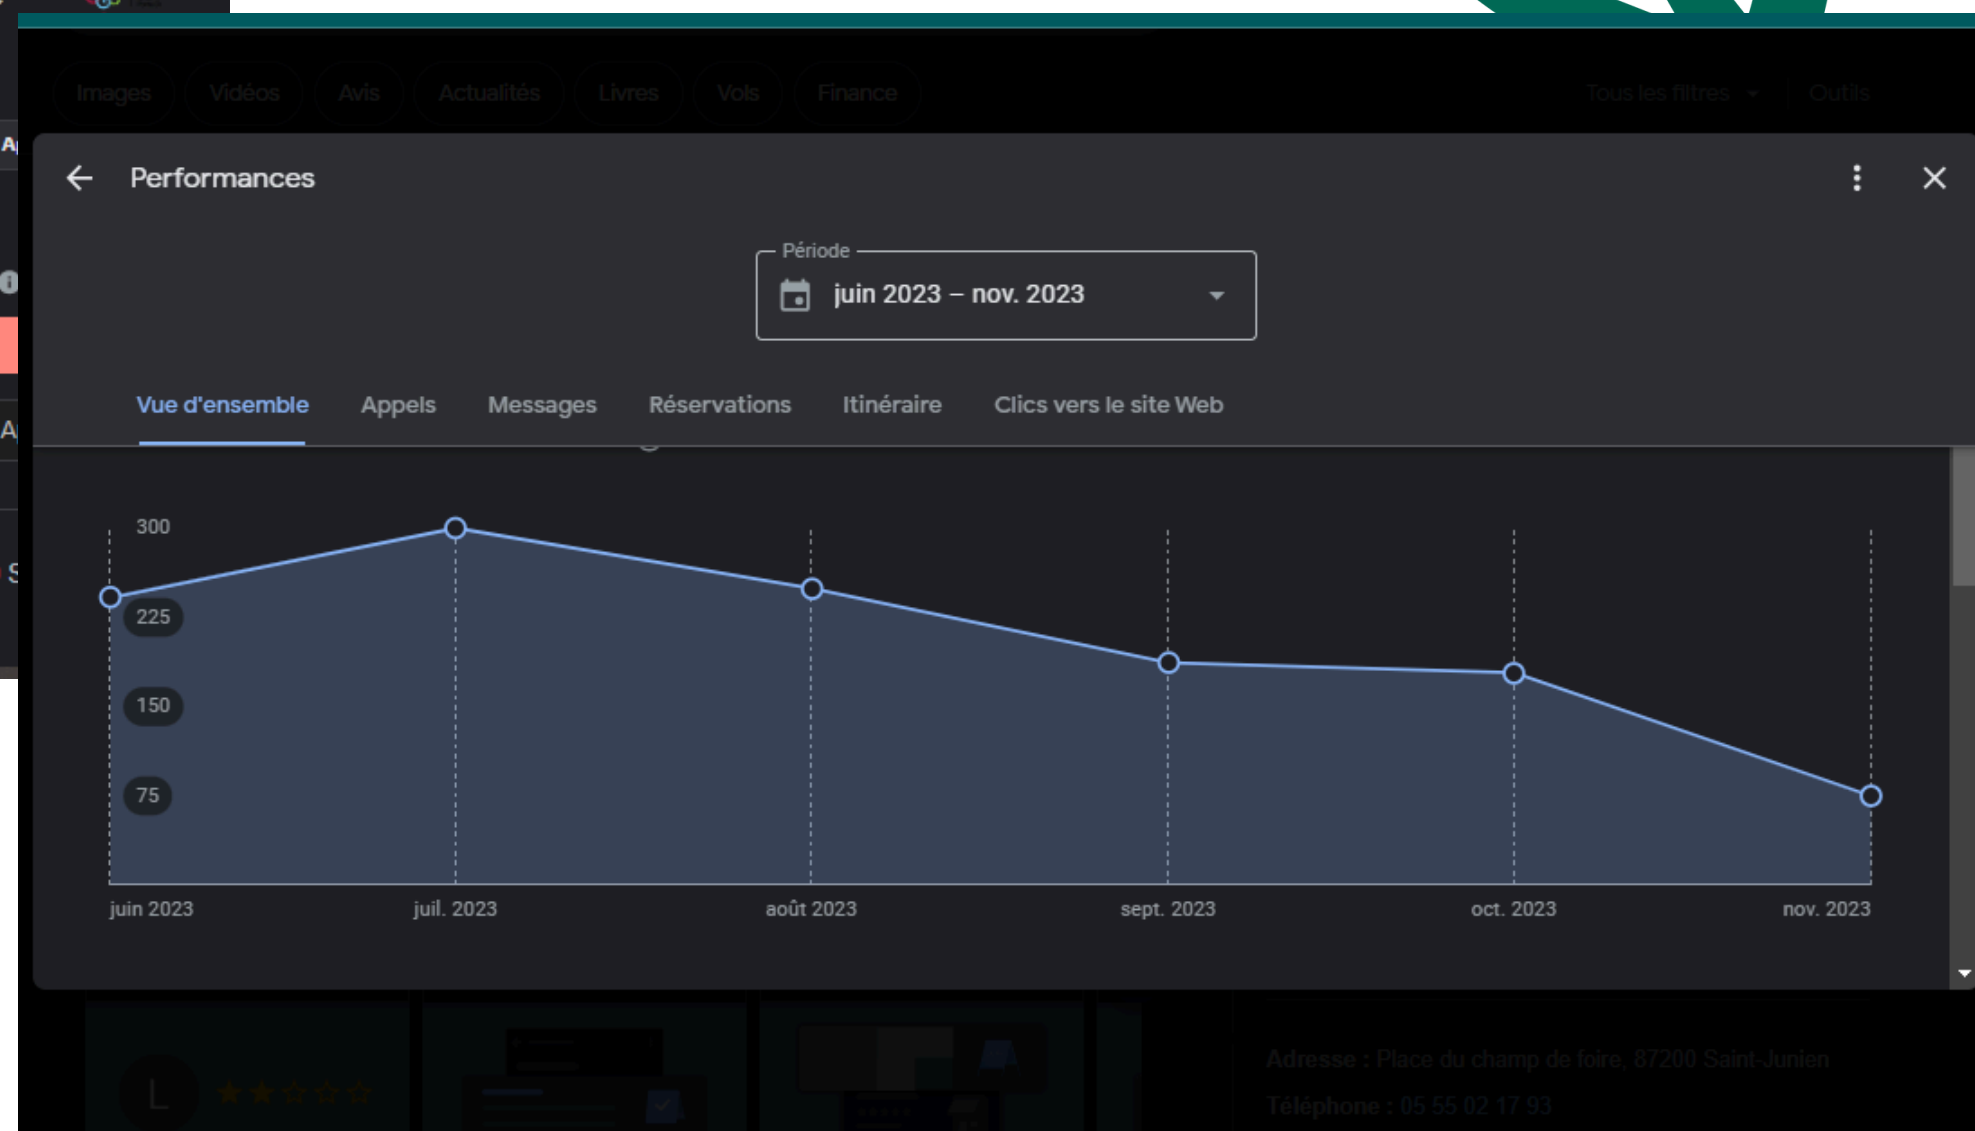 Images Vidéos Avis Actualités Livres Vols Finance Tous les filtres Outils
Performances
Période
juin 2023 – nov. 2023
Vue d'ensemble Appels Messages Réservations Itinéraire Clics vers le site Web
300
225
150
75
juin 2023 juil. 2023 août 2023 sept. 2023 oct. 2023 nov. 2023
L
Adresse : Place du champ de foire, 87200 Saint-Junien
Téléphone : 05 55 02 17 93